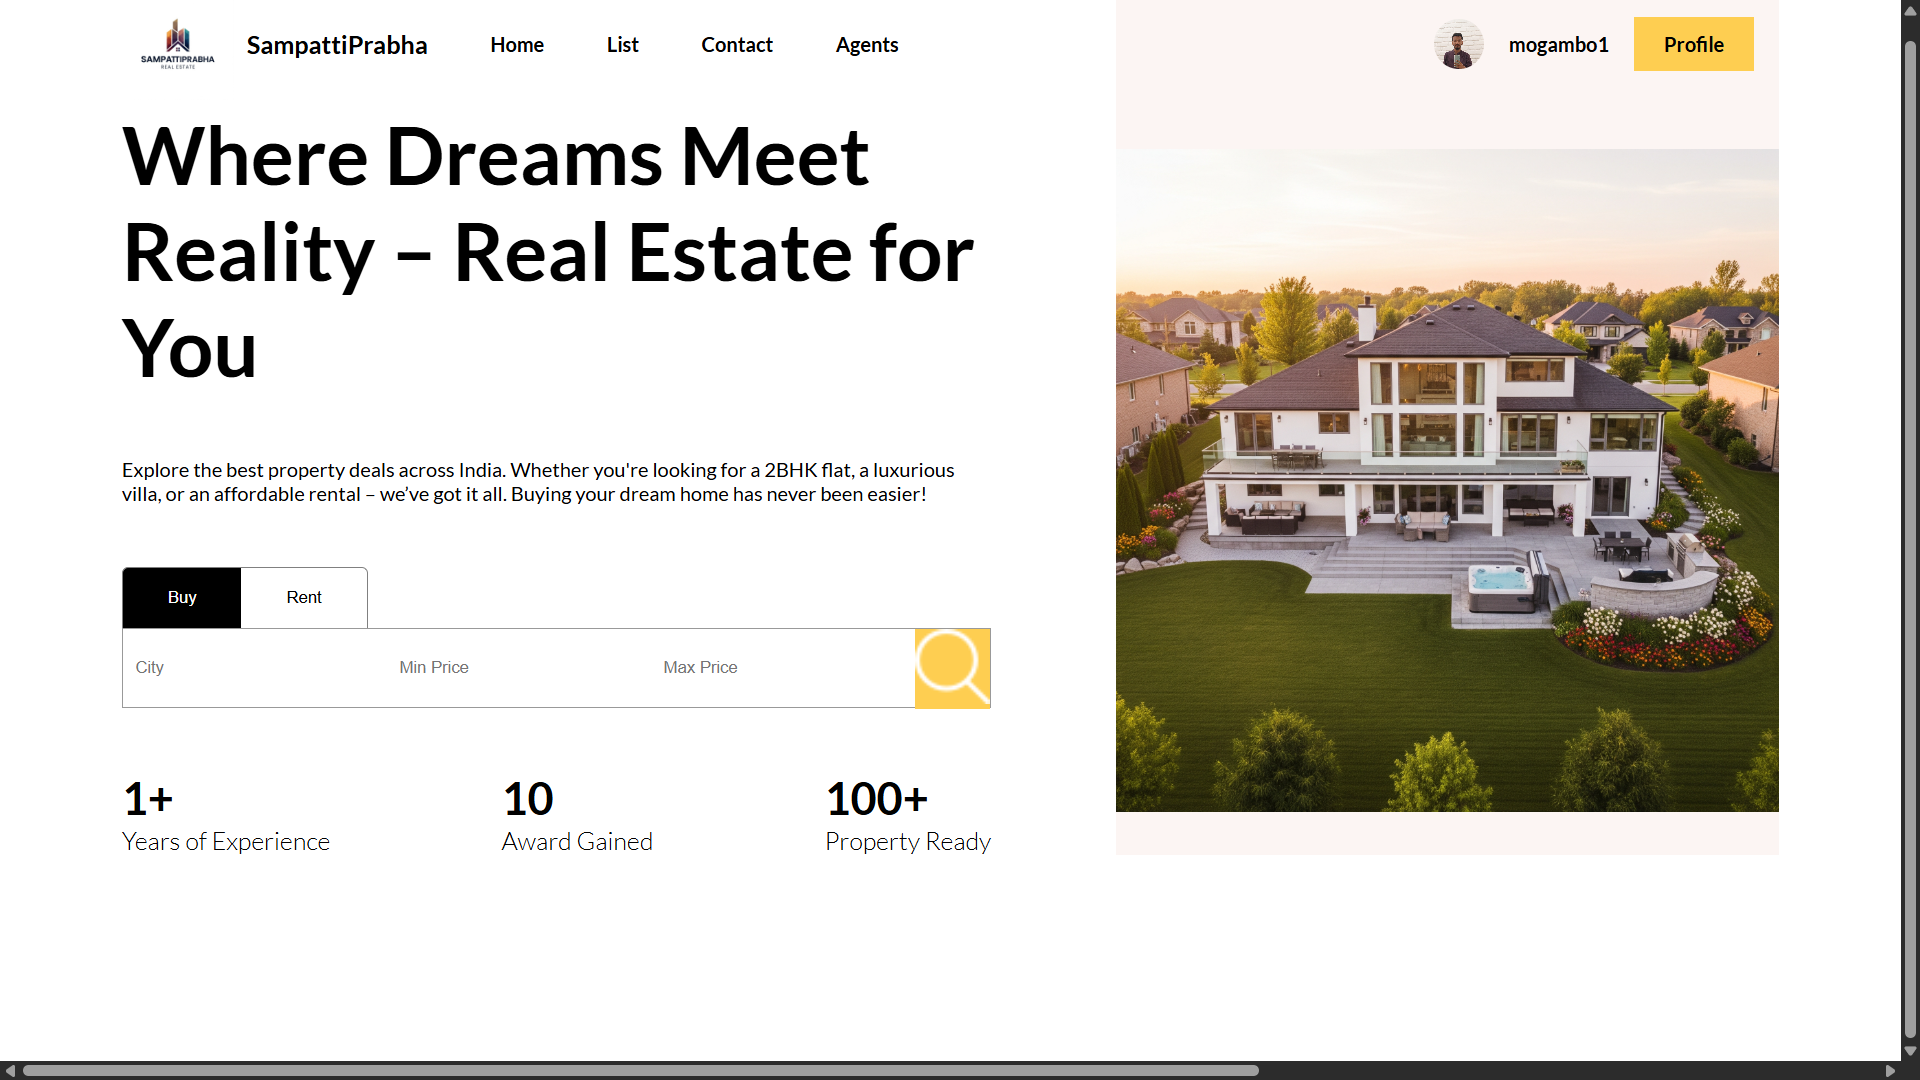 SAMPATTIPRABHA
REAL ESTATE
SampattiPrabha
Home
List
Contact
Agents
mogambo1
Profile
Where Dreams Meet
Reality – Real Estate for
You
Explore the best property deals across India. Whether you're looking for a 2BHK flat, a luxurious
villa, or an affordable rental – we’ve got it all. Buying your dream home has never been easier!
Buy
Rent
City
Min Price
Max Price
1+
Years of Experience
10
Award Gained
100+
Property Ready